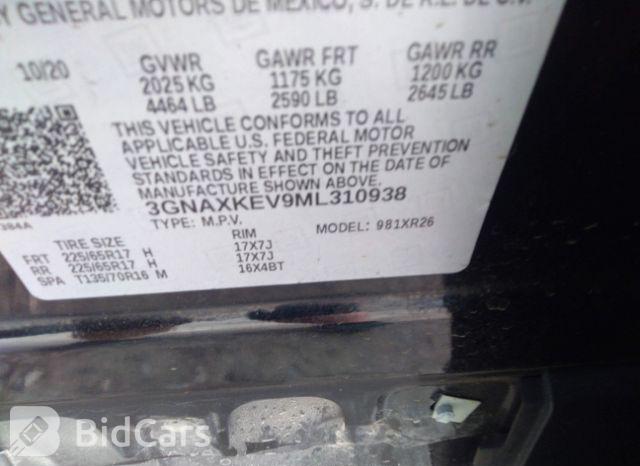 BY GENERAL MOTORS DE MEXICO, S. DE R.L. DE C.V.
10/20 GVWR GAWR FRT GAWR RR
2025 KG 1175 KG 1200 KG
4464 LB 2590 LB 2645 LB
THIS VEHICLE CONFORMS TO ALL
APPLICABLE U.S. FEDERAL MOTOR
VEHICLE SAFETY AND THEFT PREVENTION
STANDARDS IN EFFECT ON THE DATE OF
MANUFACTURE SHOWN ABOVE.
3GNAXKEV9ML310938
TYPE: M.P.V. MODEL: 981XR26
TIRE SIZE RIM
FRT 225/65R17 H 17X7J
RR 225/65R17 H 17X7J
SPA T135/70R16 M 16X4BT
384A
BidCars